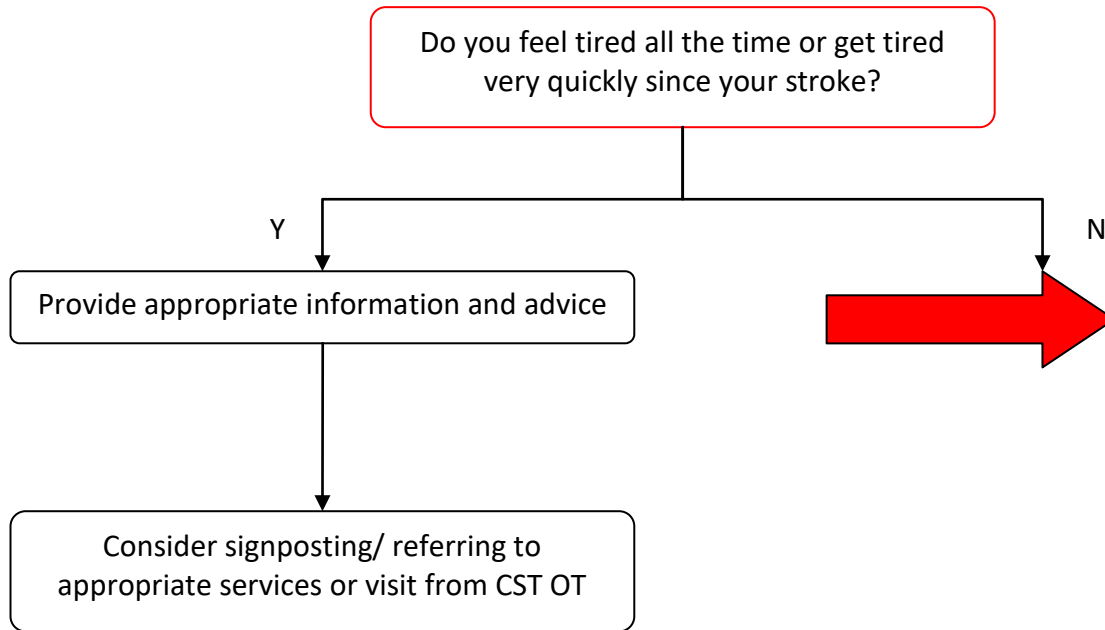 Do you feel tired all the time or get tired
very quickly since your stroke?
Y
N
Provide appropriate information and advice
Consider signposting/ referring to
appropriate services or visit from CST OT